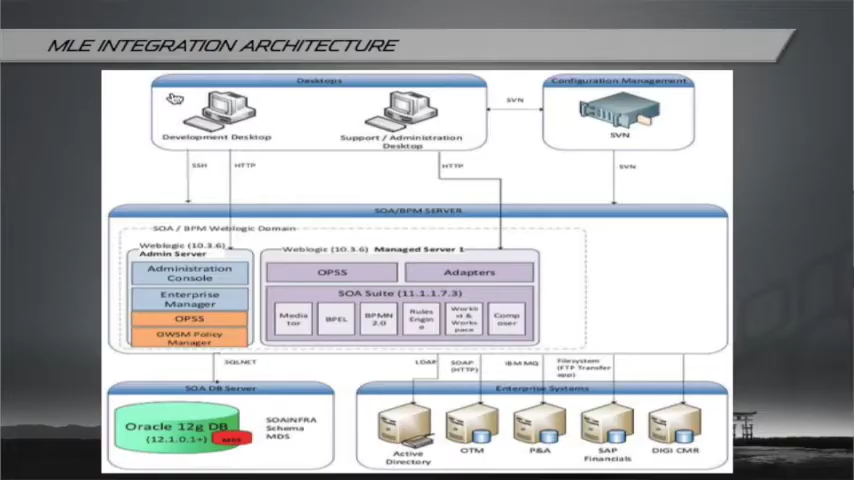 MLE INTEGRATION ARCHITECTURE
Desktops
Configuration Management
Development Desktop
Support / Administration
Desktop
SVN
SVN
SSH
HTTP
HTTP
SVN
SOA/BPM SERVER
SOA / BPM Weblogic Domain
Weblogic (10.3.6)
Admin Server
Administration
Console
Enterprise
Manager
OPSS
OWSM Policy
Manager
Weblogic (10.3.6) Managed Server 1
OPSS
Adapters
SOA Suite (11.1.1.7.3)
Media
tor
BPEL
BPMN
2.0
Rules
Engin
e
Workli
st &
Works
pace
Comp
oser
SQLNET
LDAP
SOAP
(HTTP)
IBM MQ
Filesystem
(FTP Transfer
app)
SOA DB Server
Oracle 12g DB
(12.1.0.1+)
MDS
SOAINFRA
Schema
MDS
Enterprise Systems
Active
Directory
OTM
P&A
SAP
Financials
DIGI CMR